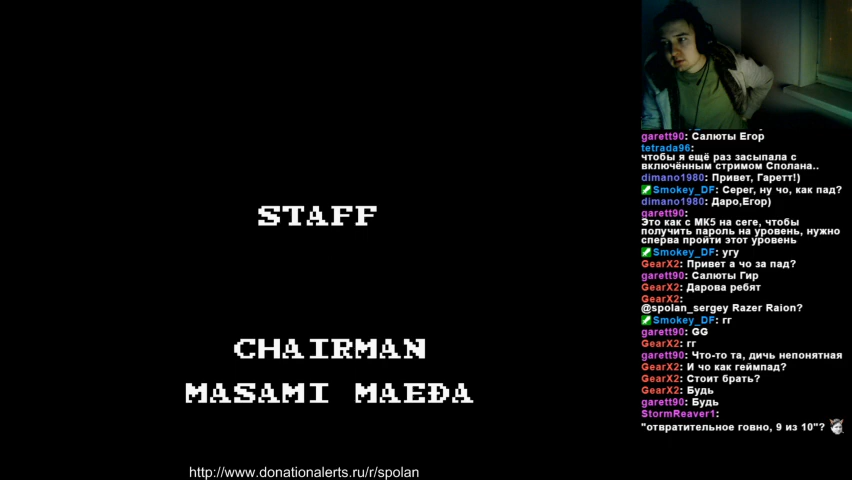 STAFF
CHAIRMAN
MASAMI MAEDA
http://www.donationalerts.ru/r/spolan
garett90: Салюты Егор
tetrada96:
чтобы я ещё раз засыпала с
включённым стримом Сполана..
dimano1980: Привет, Гаретт!)
Smokey_DF: Серег, ну чо, как пад?
dimano1980: Даро,Егор)
garett90:
Это как с МК5 на сеге, чтобы
получить пароль на уровень, нужно
сперва пройти этот уровень
Smokey_DF: угу
GearX2: Привет а чо за пад?
garett90: Салюты Гир
GearX2: Дарова ребят
GearX2:
@spolan_sergey Razer Raion?
Smokey_DF: гг
garett90: GG
GearX2: гг
garett90: Что-то та, дичь непонятная
GearX2: И чо как геймпад?
GearX2: Стоит брать?
GearX2: Будь
garett90: Будь
StormReaver1:
"отвратительное говно, 9 из 10"?